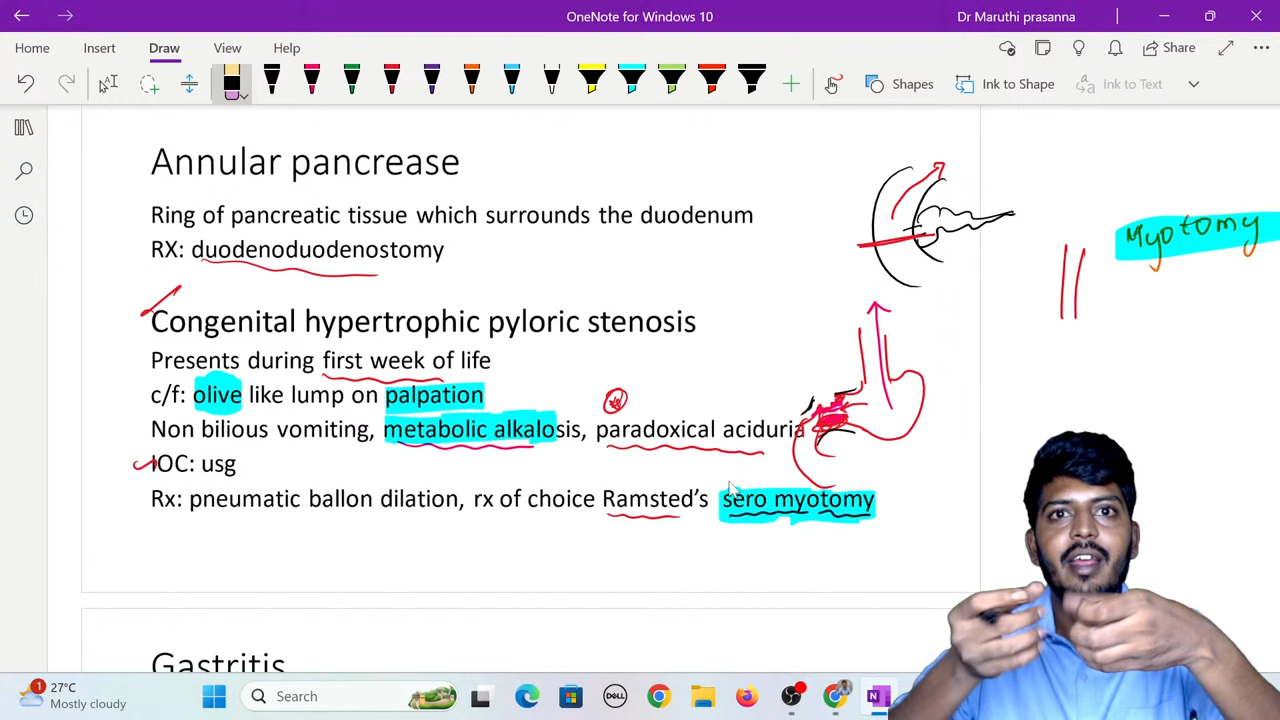 OneNote for Windows 10
Dr Maruthi prasanna
Home Insert Draw View Help
Share
Shapes Ink to Shape Ink to Text
Annular pancrease
Ring of pancreatic tissue which surrounds the duodenum
RX: duodenoduodenostomy
Myotomy
Congenital hypertrophic pyloric stenosis
Presents during first week of life
c/f: olive like lump on palpation
Non bilious vomiting, metabolic alkalosis, paradoxical aciduria
IOC: usg
Rx: pneumatic ballon dilation, rx of choice Ramsted's sero myotomy
Gastritis
1
27°C
Mostly cloudy
Search
DELL
N